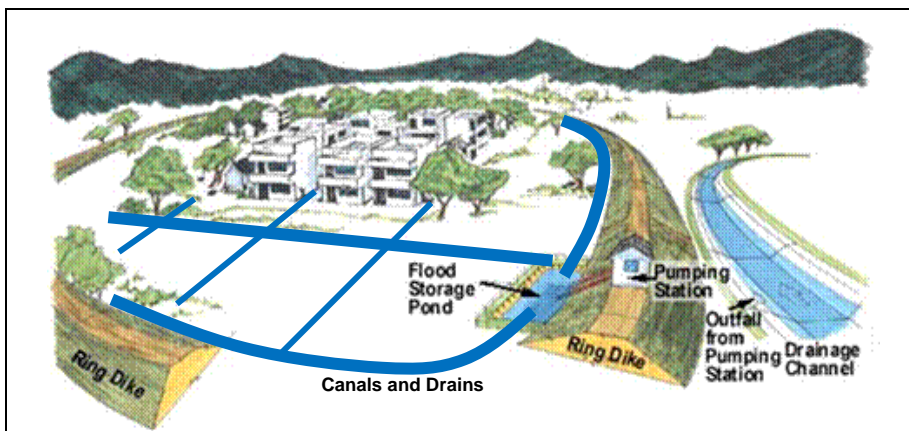 Flood
Storage
Pond
Pumping
Station
Outfall
from
Pumping
Station
Drainage
Channel
Ring Dike
Ring Dike
Canals and Drains